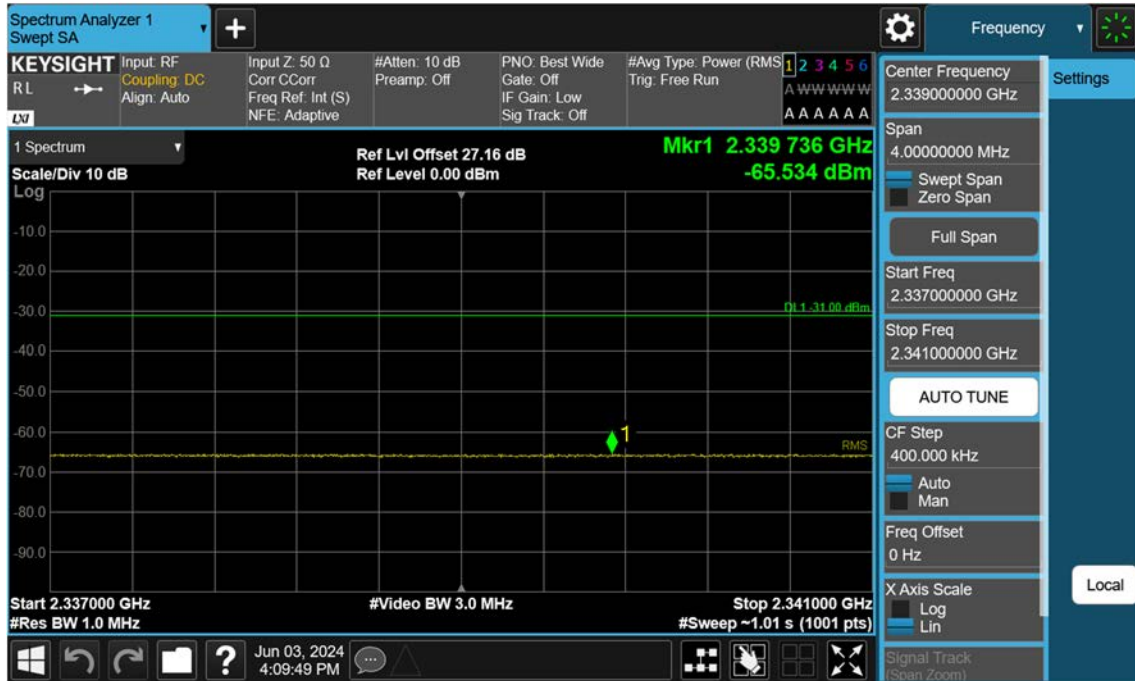 Spectrum Analyzer 1
Swept SA
+
Frequency
KEYSIGHT
RL
LXI
Input: RF
Coupling: DC
Align: Auto
Input Z: 50 Ω
Corr CCorr
Freq Ref: Int (S)
NFE: Adaptive
#Atten: 10 dB
Preamp: Off
PNO: Best Wide
Gate: Off
IF Gain: Low
Sig Track: Off
#Avg Type: Power (RMS
Trig: Free Run
1 2 3 4 5 6
A W W W W W
A A A A A A
1 Spectrum
Scale/Div 10 dB
Ref Lvl Offset 27.16 dB
Ref Level 0.00 dBm
Mkr1 2.339 736 GHz
-65.534 dBm
Log
-10.0
-20.0
-30.0
DL1 -31.00 dBm
-40.0
-50.0
-60.0
1
RMS
-70.0
-80.0
-90.0
Start 2.337000 GHz
#Video BW 3.0 MHz
Stop 2.341000 GHz
#Res BW 1.0 MHz
#Sweep ~1.01 s (1001 pts)
?
Jun 03, 2024
4:09:49 PM
Center Frequency
2.339000000 GHz
Span
4.00000000 MHz
Swept Span
Zero Span
Full Span
Start Freq
2.337000000 GHz
Stop Freq
2.341000000 GHz
AUTO TUNE
CF Step
400.000 kHz
Auto
Man
Freq Offset
0 Hz
X Axis Scale
Log
Lin
Signal Track
(Span Zoom)
Settings
Local